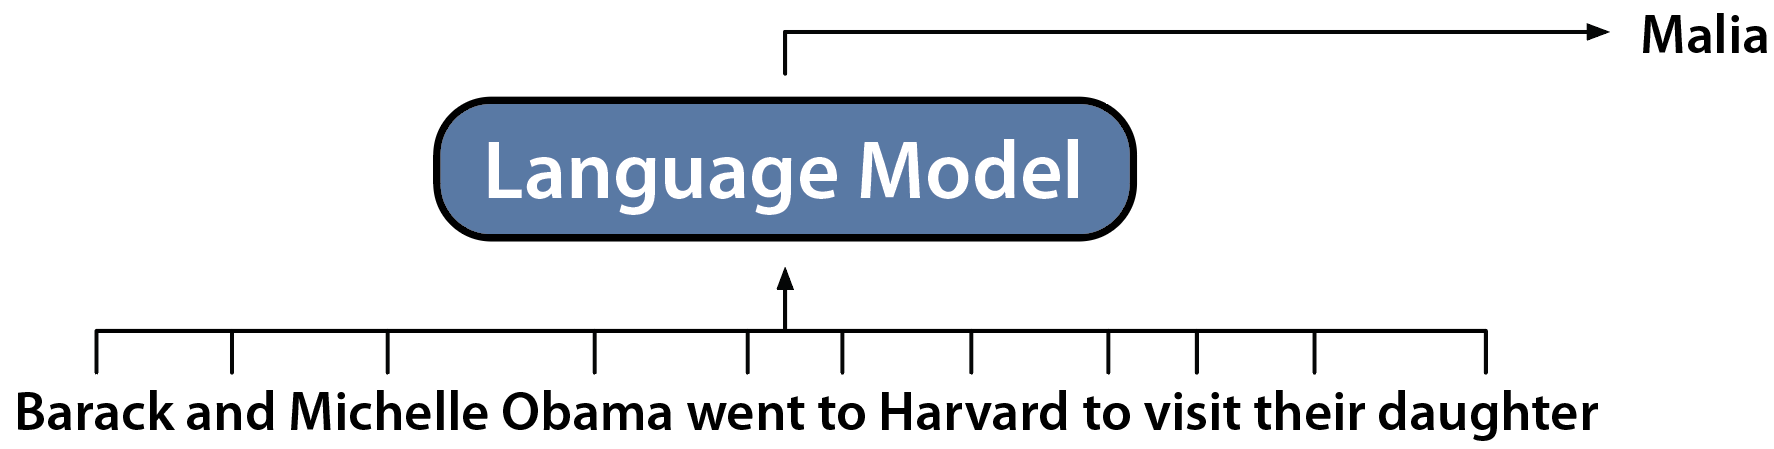 Malia
Language Model
Barack and Michelle Obama went to Harvard to visit their daughter